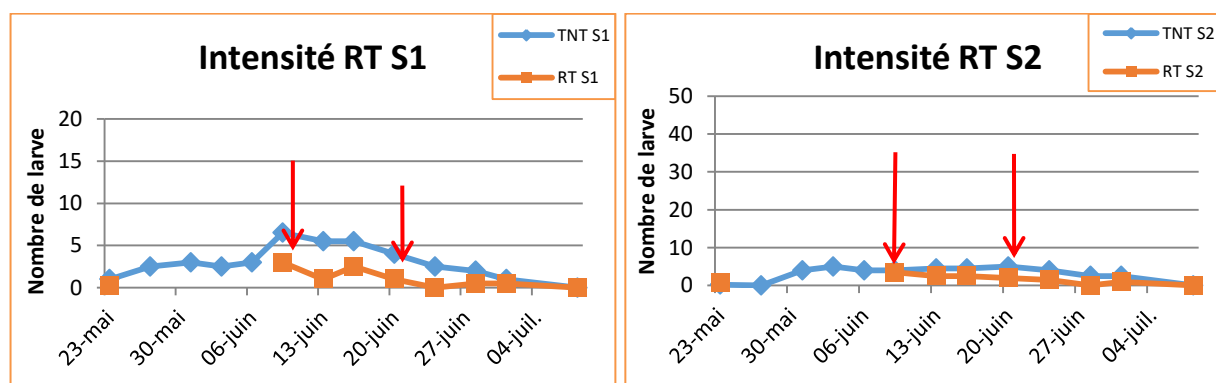 Intensité RT S1
TNT S1
RT S1
Nombre de larve
20
15
10
5
0
23-mai
30-mai
06-juin
13-juin
20-juin
27-juin
04-juil.
Intensité RT S2
TNT S2
RT S2
Nombre de larve
50
40
30
20
10
0
23-mai
30-mai
06-juin
13-juin
20-juin
27-juin
04-juil.